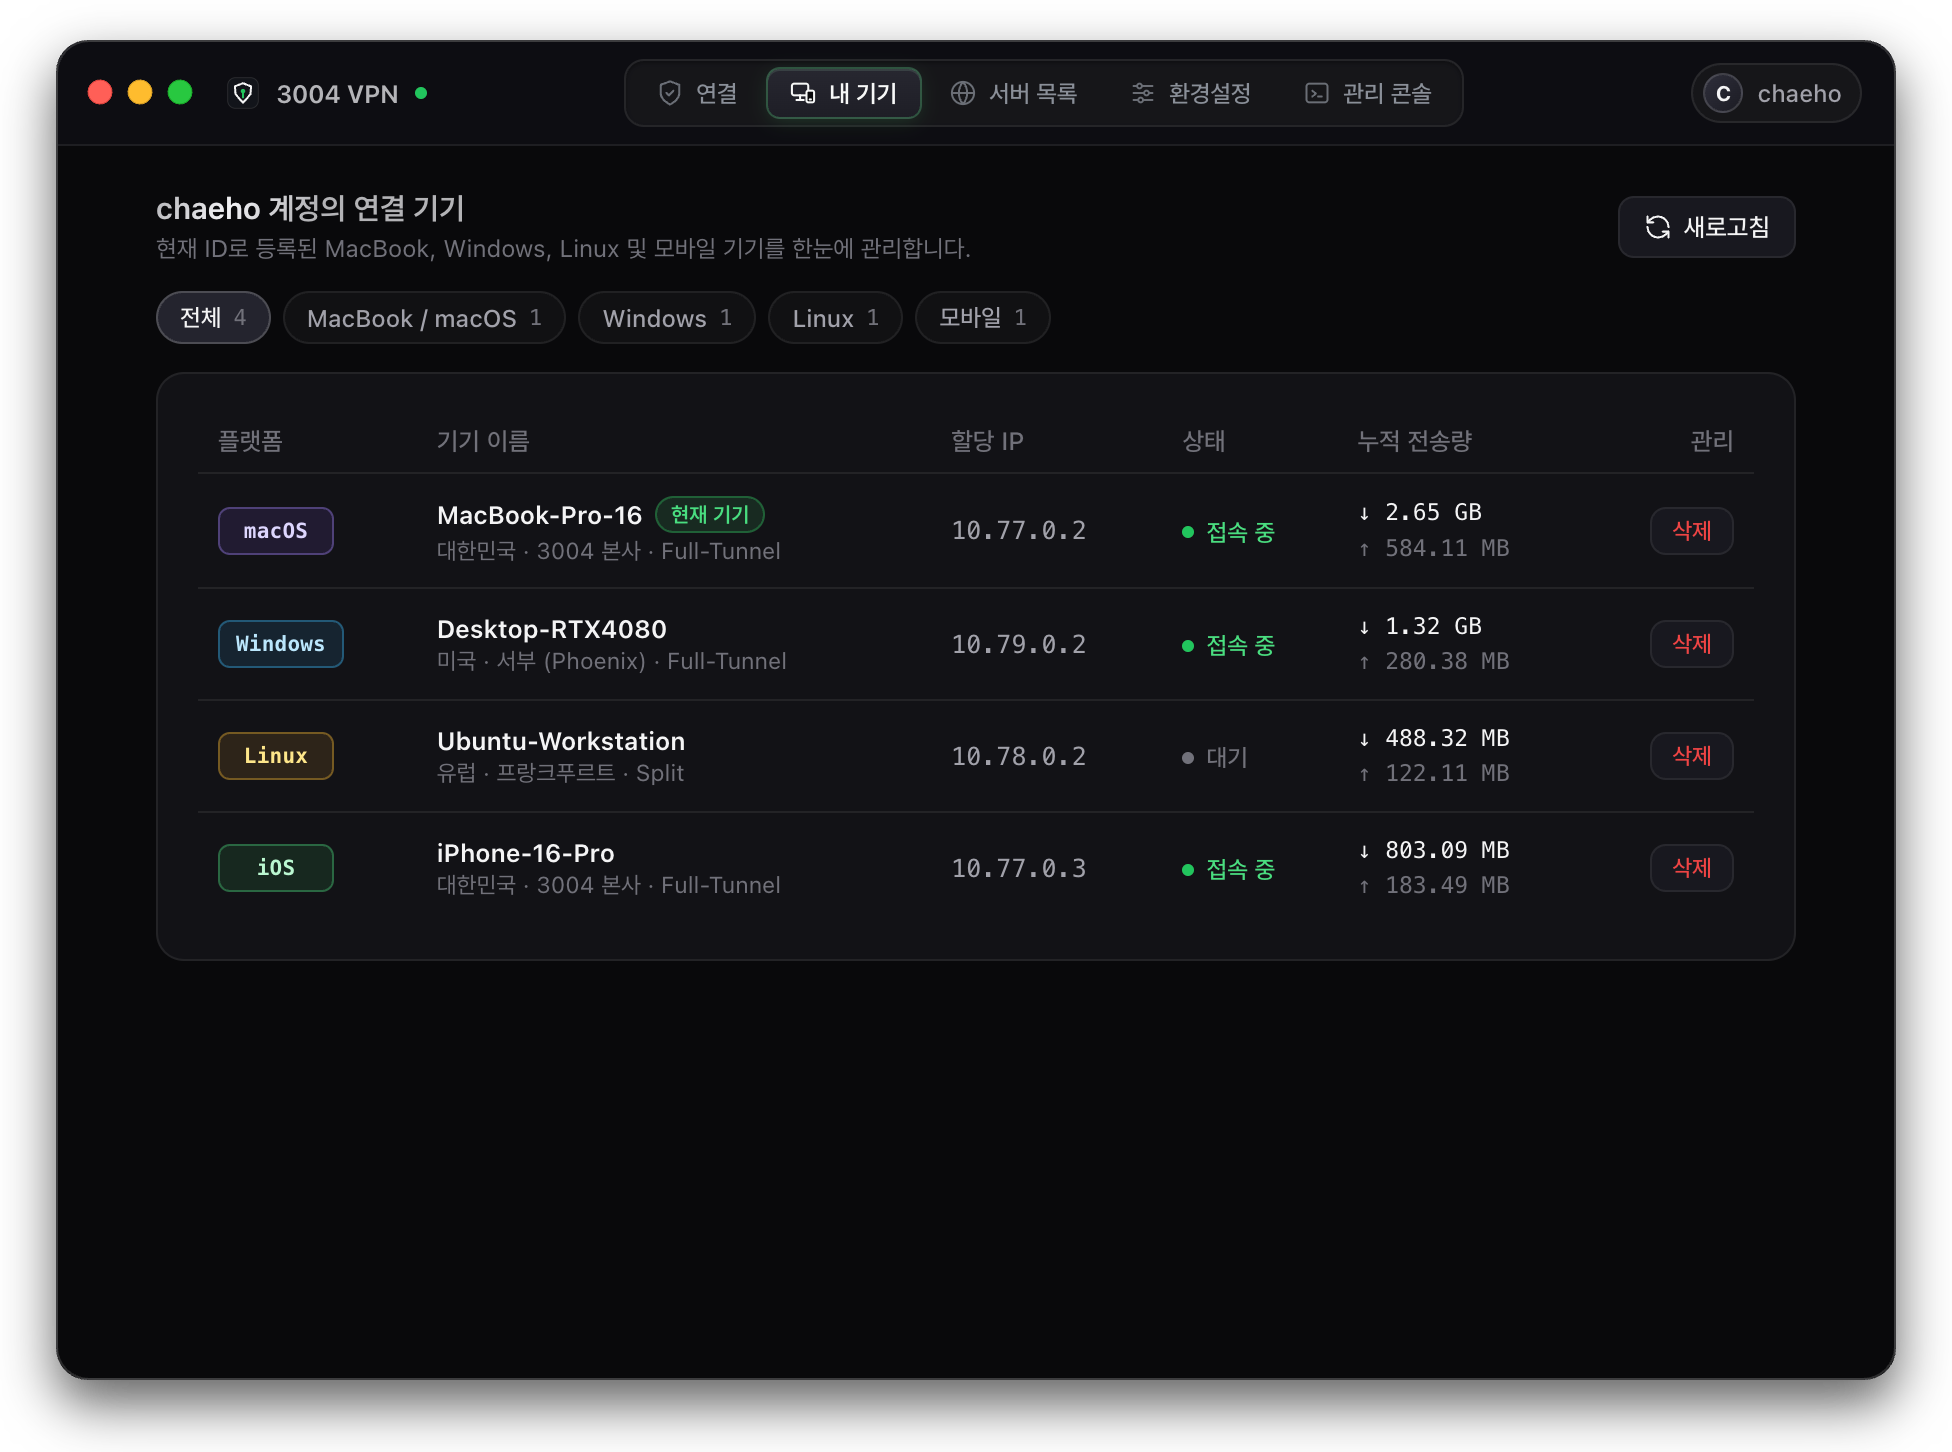 3004 VPN
연결
내 기기
서버 목록
환경설정
관리 콘솔
C chaeho
chaeho 계정의 연결 기기
현재 ID로 등록된 MacBook, Windows, Linux 및 모바일 기기를 한눈에 관리합니다.
새로고침
전체 4
MacBook / macOS 1
Windows 1
Linux 1
모바일 1
플랫폼 기기 이름 할당 IP 상태 누적 전송량 관리
macOS
MacBook-Pro-16 현재 기기
대한민국 · 3004 본사 · Full-Tunnel
10.77.0.2
접속 중
↓ 2.65 GB
↑ 584.11 MB
삭제
Windows
Desktop-RTX4080
미국 · 서부 (Phoenix) · Full-Tunnel
10.79.0.2
접속 중
↓ 1.32 GB
↑ 280.38 MB
삭제
Linux
Ubuntu-Workstation
유럽 · 프랑크푸르트 · Split
10.78.0.2
대기
↓ 488.32 MB
↑ 122.11 MB
삭제
iOS
iPhone-16-Pro
대한민국 · 3004 본사 · Full-Tunnel
10.77.0.3
접속 중
↓ 803.09 MB
↑ 183.49 MB
삭제